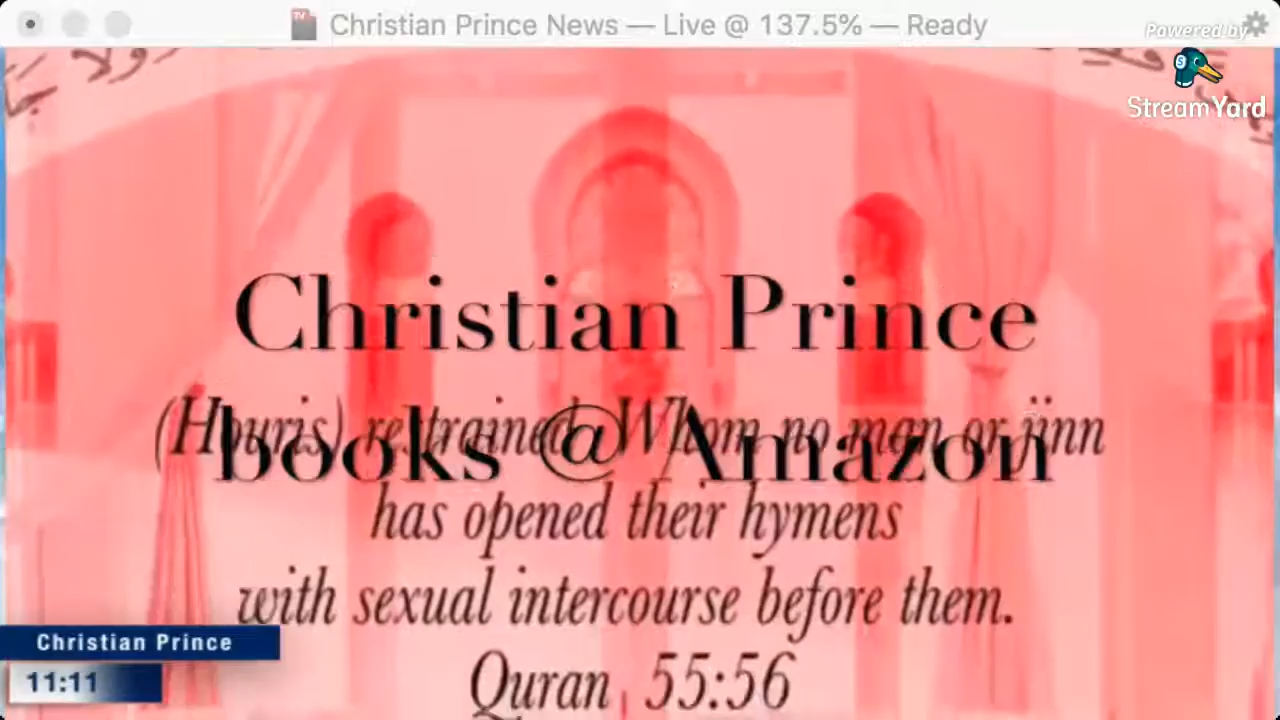 Christian Prince News — Live @ 137.5% — Ready
Powered by
StreamYard
Christian Prince
books @ Amazon
(Houris) restrained, Whom no man or jinn
has opened their hymens
with sexual intercourse before them.
Quran 55:56
Christian Prince
11:11